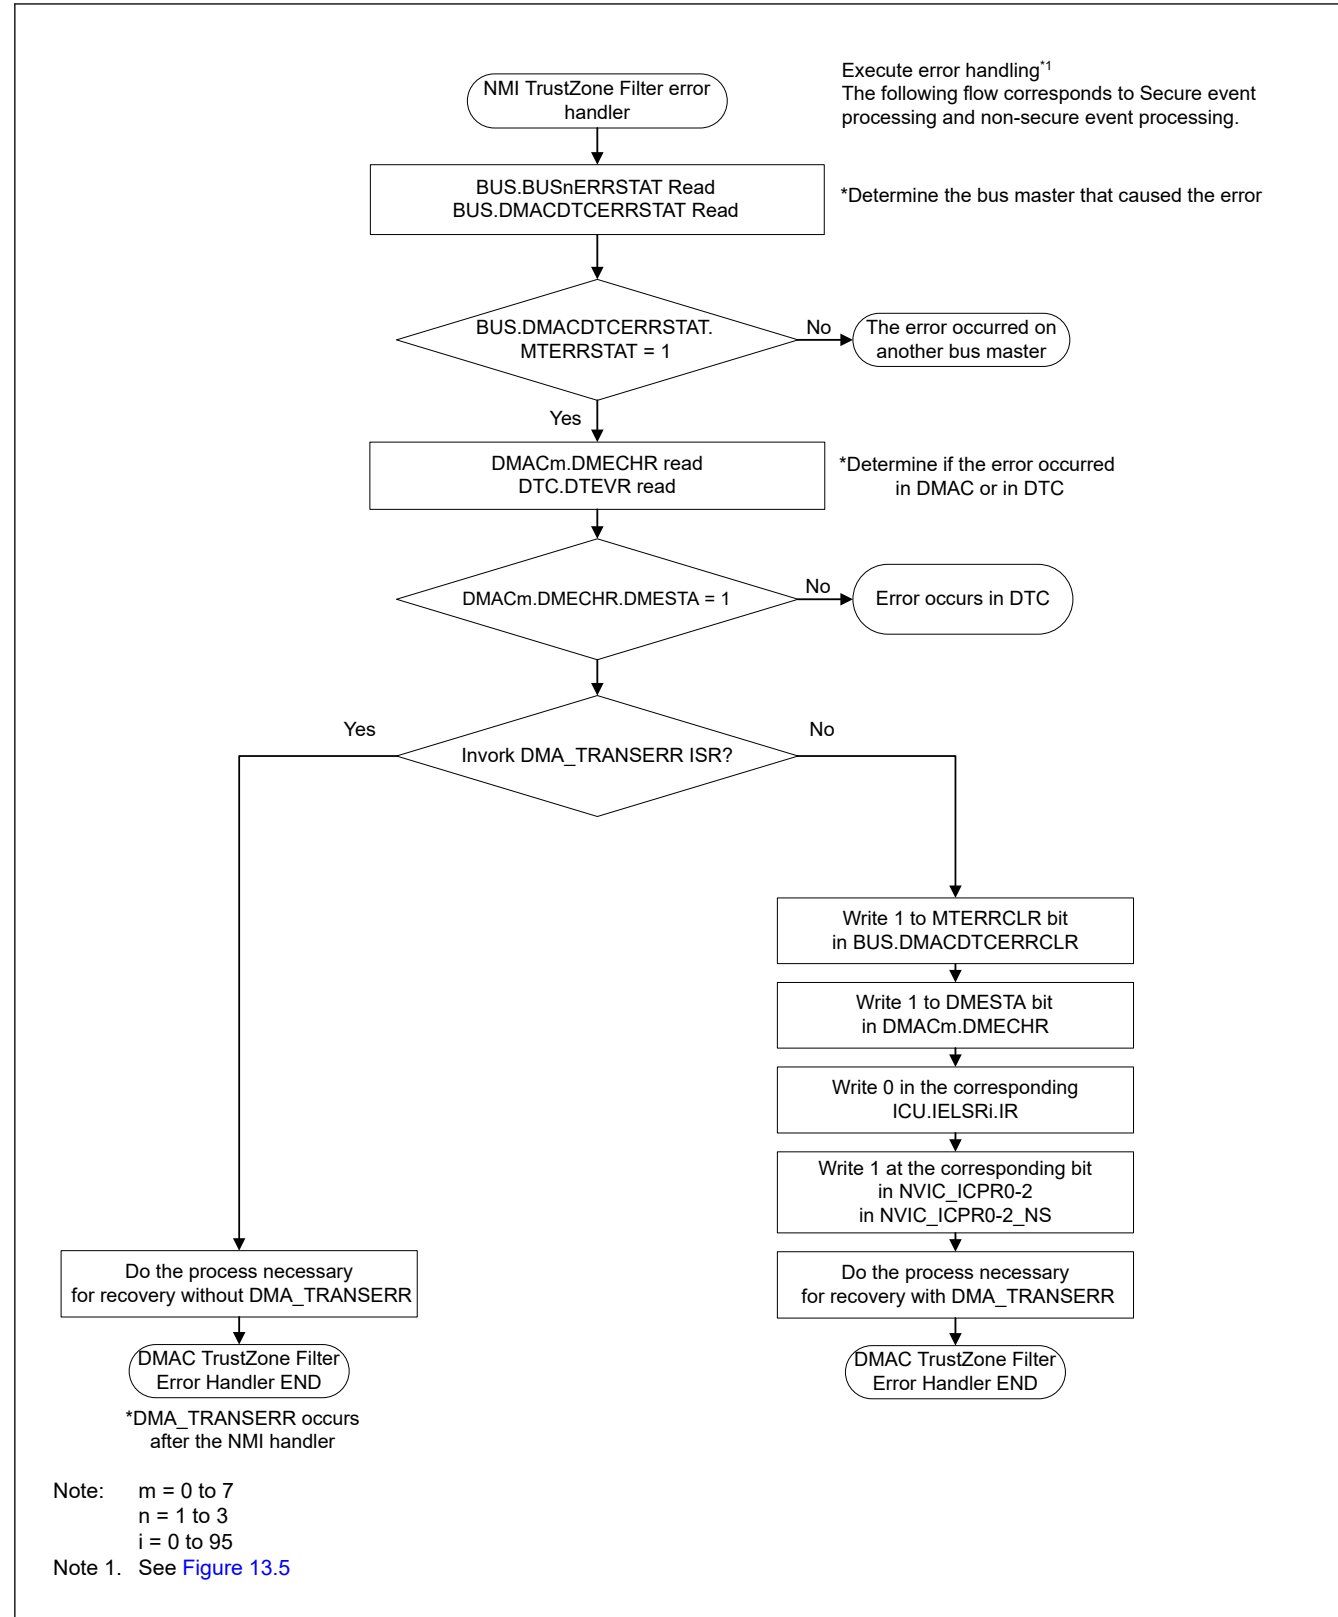 NMI TrustZone Filter error
handler
Execute error handling*1
The following flow corresponds to Secure event
processing and non-secure event processing.
BUS.BUSnERRSTAT Read
BUS.DMACDTCERRSTAT Read
*Determine the bus master that caused the error
BUS.DMACDTCERRSTAT.
MTERRSTAT = 1
No
The error occurred on
another bus master
Yes
DMACm.DMECHR read
DTC.DTEVR read
*Determine if the error occurred
in DMAC or in DTC
DMACm.DMECHR.DMESTA = 1
No
Error occurs in DTC
Yes
Invork DMA_TRANSERR ISR?
No
Write 1 to MTERRCLR bit
in BUS.DMACDTCERRCLR
Write 1 to DMESTA bit
in DMACm.DMECHR
Write 0 in the corresponding
ICU.IELSRi.IR
Write 1 at the corresponding bit
in NVIC_ICPR0-2
in NVIC_ICPR0-2_NS
Do the process necessary
for recovery without DMA_TRANSERR
Do the process necessary
for recovery with DMA_TRANSERR
DMAC TrustZone Filter
Error Handler END
DMAC TrustZone Filter
Error Handler END
*DMA_TRANSERR occurs
after the NMI handler
Note: m = 0 to 7
n = 1 to 3
i = 0 to 95
Note 1. See Figure 13.5